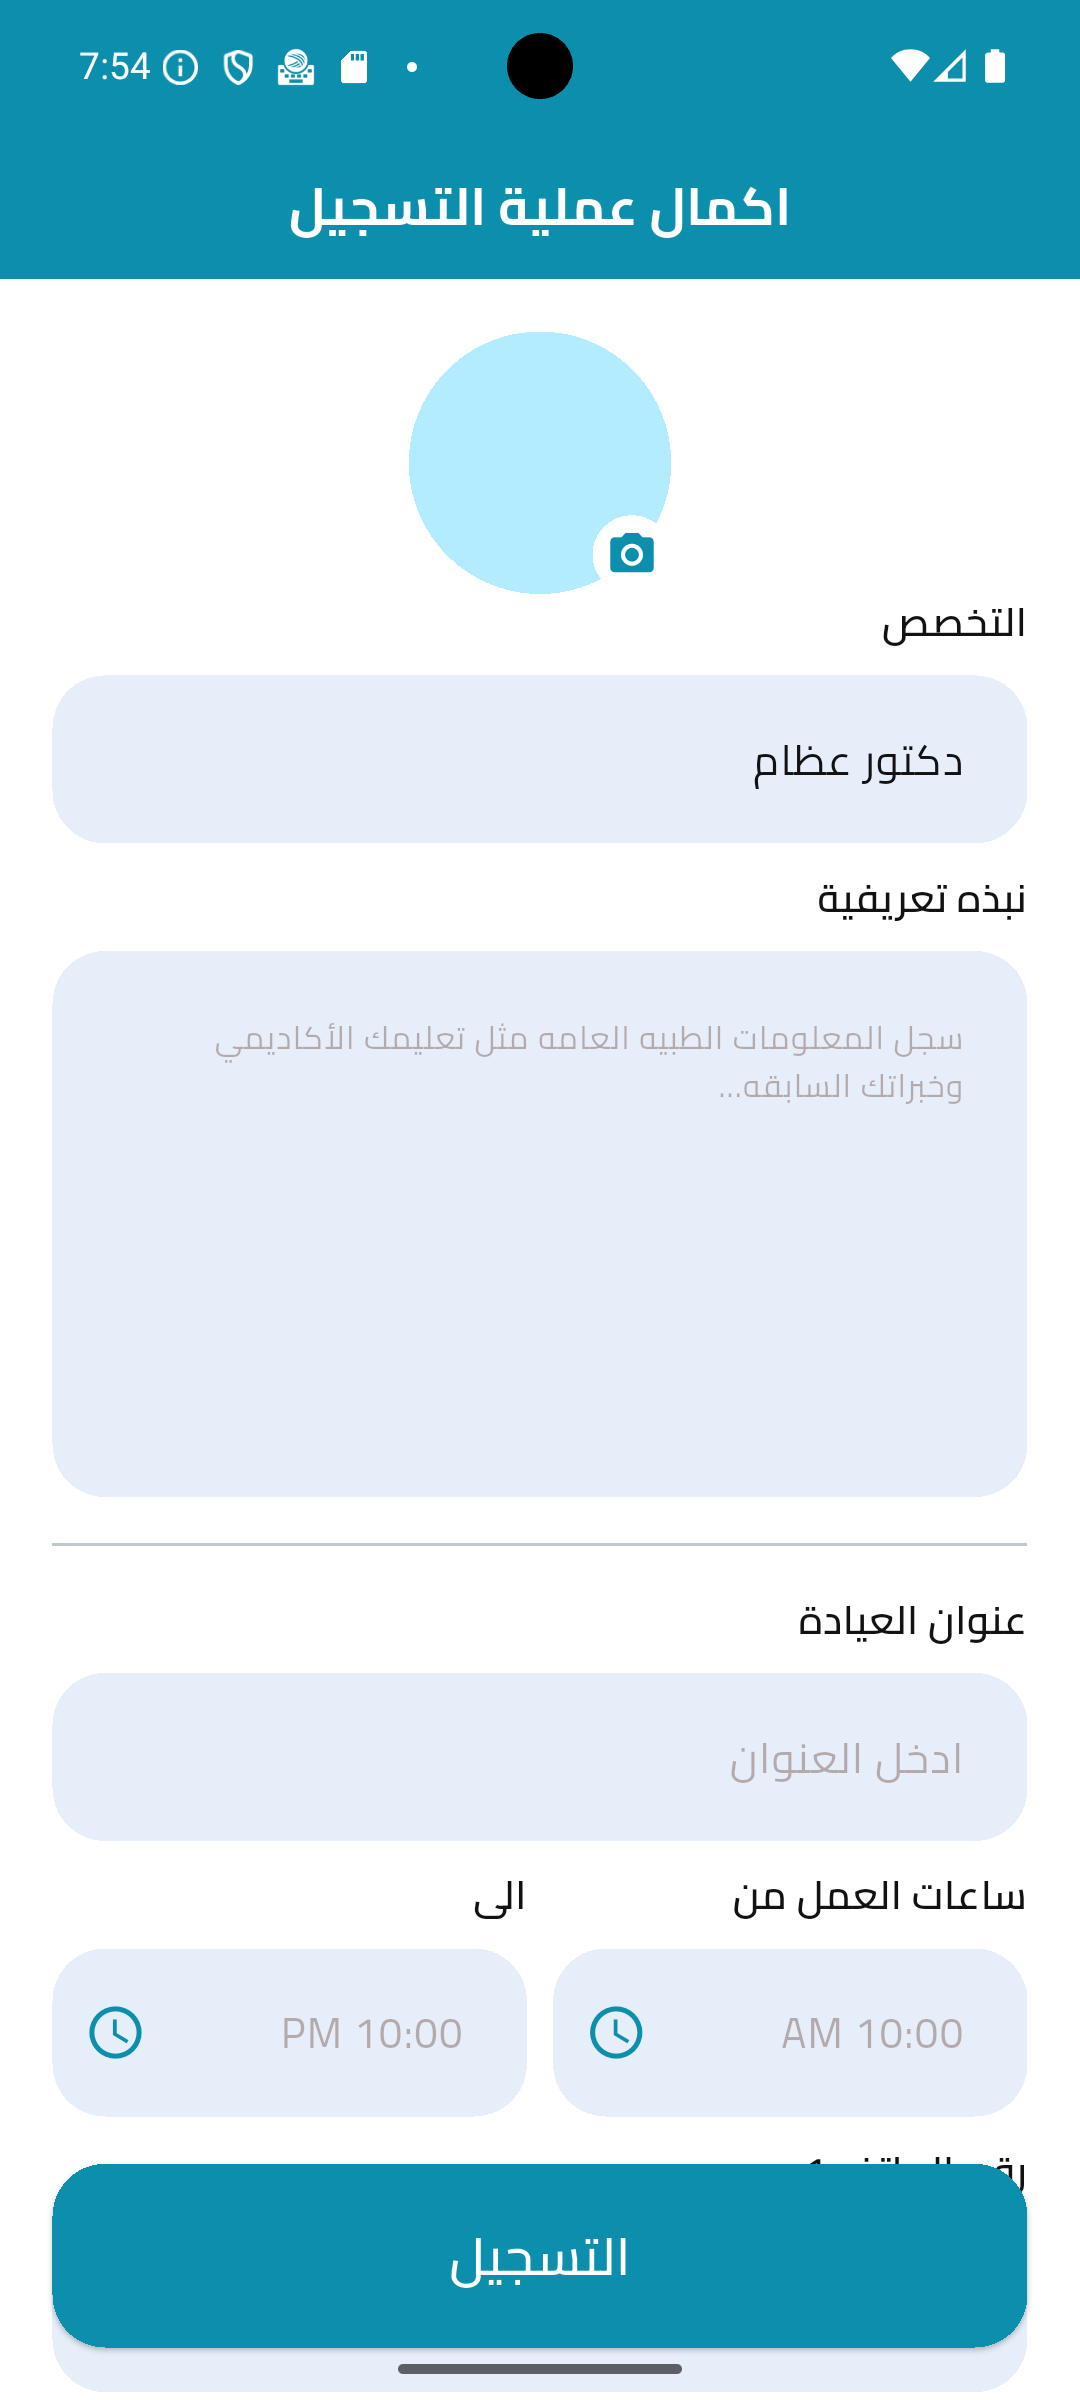 7:54
اكمال عملية التسجيل
التخصص
دكتور عظام
نبذه تعريفية
سجل المعلومات الطبيه العامه مثل تعليمك الأكاديمي
وخبراتك السابقه...
عنوان العيادة
ادخل العنوان
ساعات العمل من
الى
10:00 AM
10:00 PM
التسجيل